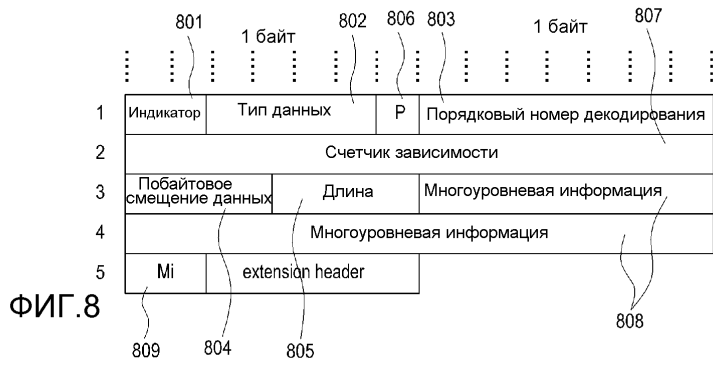 801 802 806 803 807
1 байт 1 байт
1 Индикатор Тип данных P Порядковый номер декодирования
2 Счетчик зависимости
3 Побайтовое смещение данных Длина Многоуровневая информация
4 Многоуровневая информация
5 Mi extension header
ФИГ.8
809 804 805 808